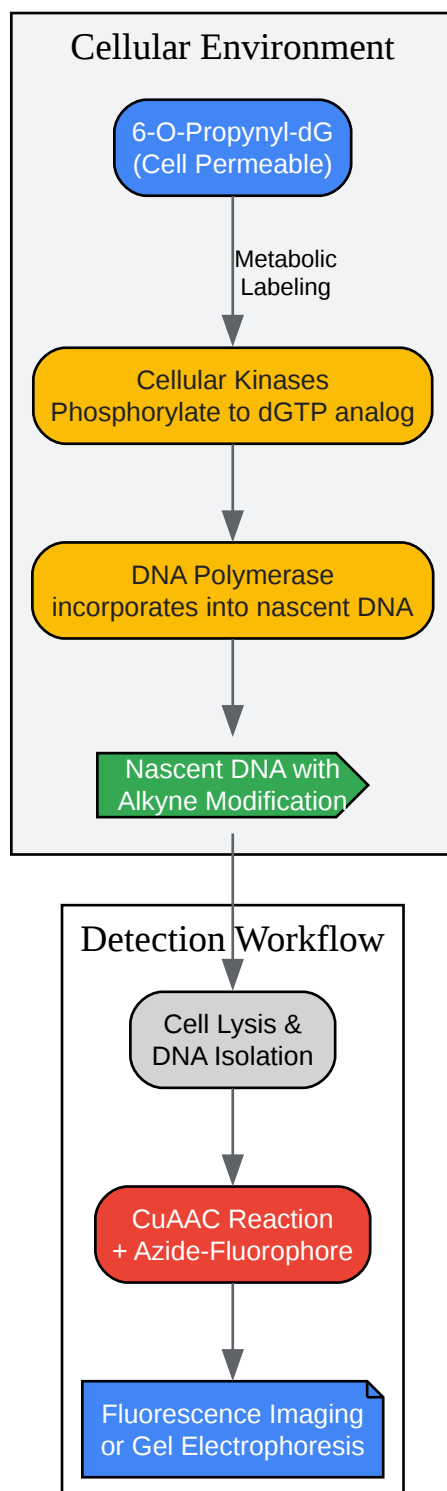 Cellular Environment
6-O-Propynyl-dG
(Cell Permeable)
Metabolic
Labeling
Cellular Kinases
Phosphorylate to dGTP analog
DNA Polymerase
incorporates into nascent DNA
Nascent DNA with
Alkyne Modification
Detection Workflow
Cell Lysis &
DNA Isolation
CuAAC Reaction
+ Azide-Fluorophore
Fluorescence Imaging
or Gel Electrophoresis